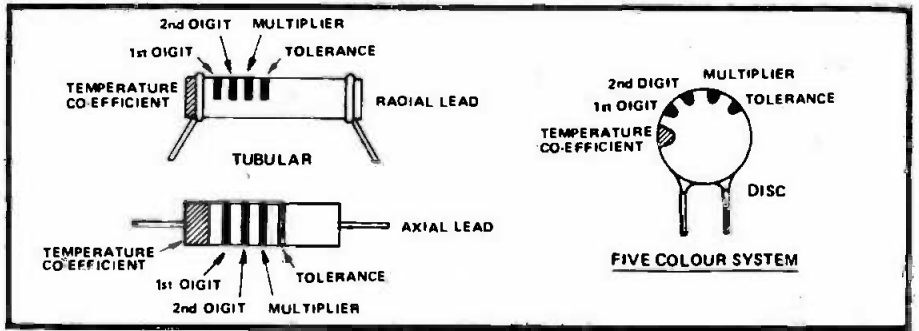 2nd OIGIT MULTIPLIER
1st OIGIT TOLERANCE
TEMPERATURE
CO-EFFICIENT
RADIAL LEAD
TUBULAR
AXIAL LEAD
TEMPERATURE
CO-EFFICIENT
1st OIGIT
TOLERANCE
2nd OIGIT MULTIPLIER
MULTIPLIER
2nd DIGIT
TOLERANCE
1st OIGIT
TEMPERATURE
CO-EFFICIENT
DISC
FIVE COLOUR SYSTEM